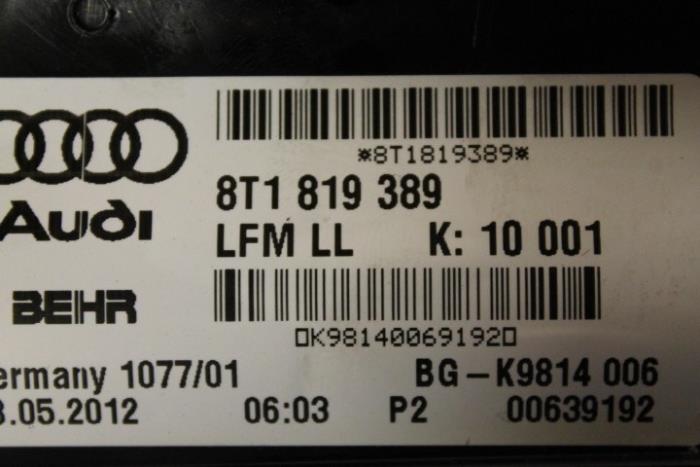 *8T1819389*
8T1 819 389
Audi
LFM LL K: 10 001
BEHR
▯K98140069192▯
ermany 1077/01 BG-K9814 006
.05.2012 06:03 P2 00639192